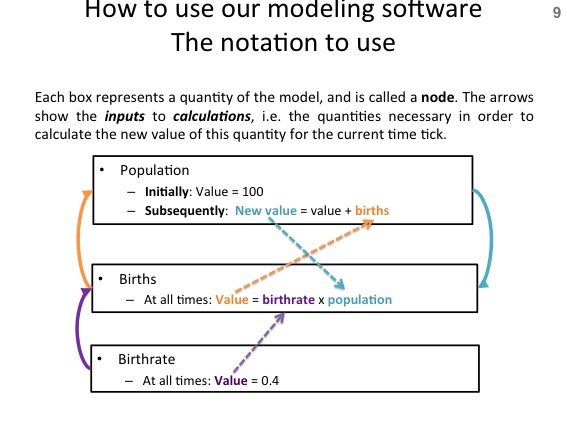 How to use our modeling software
9
The notation to use
Each box represents a quantity of the model, and is called a node. The arrows
show the inputs to calculations, i.e. the quantities necessary in order to
calculate the new value of this quantity for the current time tick.
• Population
– Initially: Value = 100
– Subsequently: New value = value + births
• Births
– At all times: Value = birthrate x population
• Birthrate
– At all times: Value = 0.4